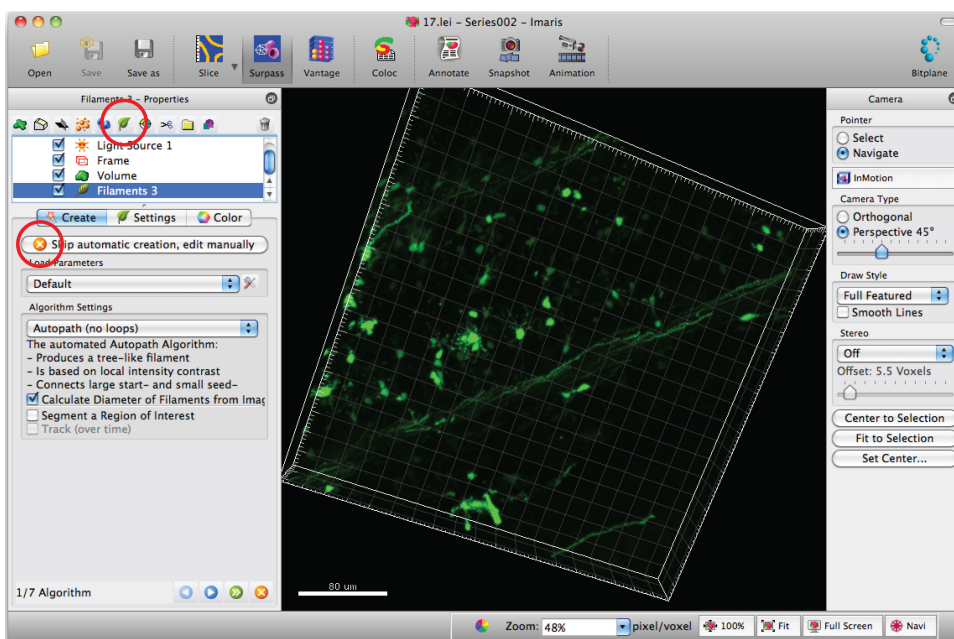 17.lei – Series002 – Imaris
Open
Save
Save as
Slice
Surpass
Vantage
Coloc
Annotate
Snapshot
Animation
Bitplane
Filaments 3 – Properties
Light Source 1
Frame
Volume
Filaments 3
Create
Settings
Color
Skip automatic creation, edit manually
Load Parameters
Default
Algorithm Settings
Autopath (no loops)
The automated Autopath Algorithm:
– Produces a tree-like filament
– Is based on local intensity contrast
– Connects large start- and small seed-
Calculate Diameter of Filaments from Imag
Segment a Region of Interest
Track (over time)
1/7 Algorithm
80 um
Camera
Pointer
Select
Navigate
InMotion
Camera Type
Orthogonal
Perspective 45°
Draw Style
Full Featured
Smooth Lines
Stereo
Off
Offset: 5.5 Voxels
Center to Selection
Fit to Selection
Set Center...
Zoom: 48% pixel/voxel 100% Fit Full Screen Navi